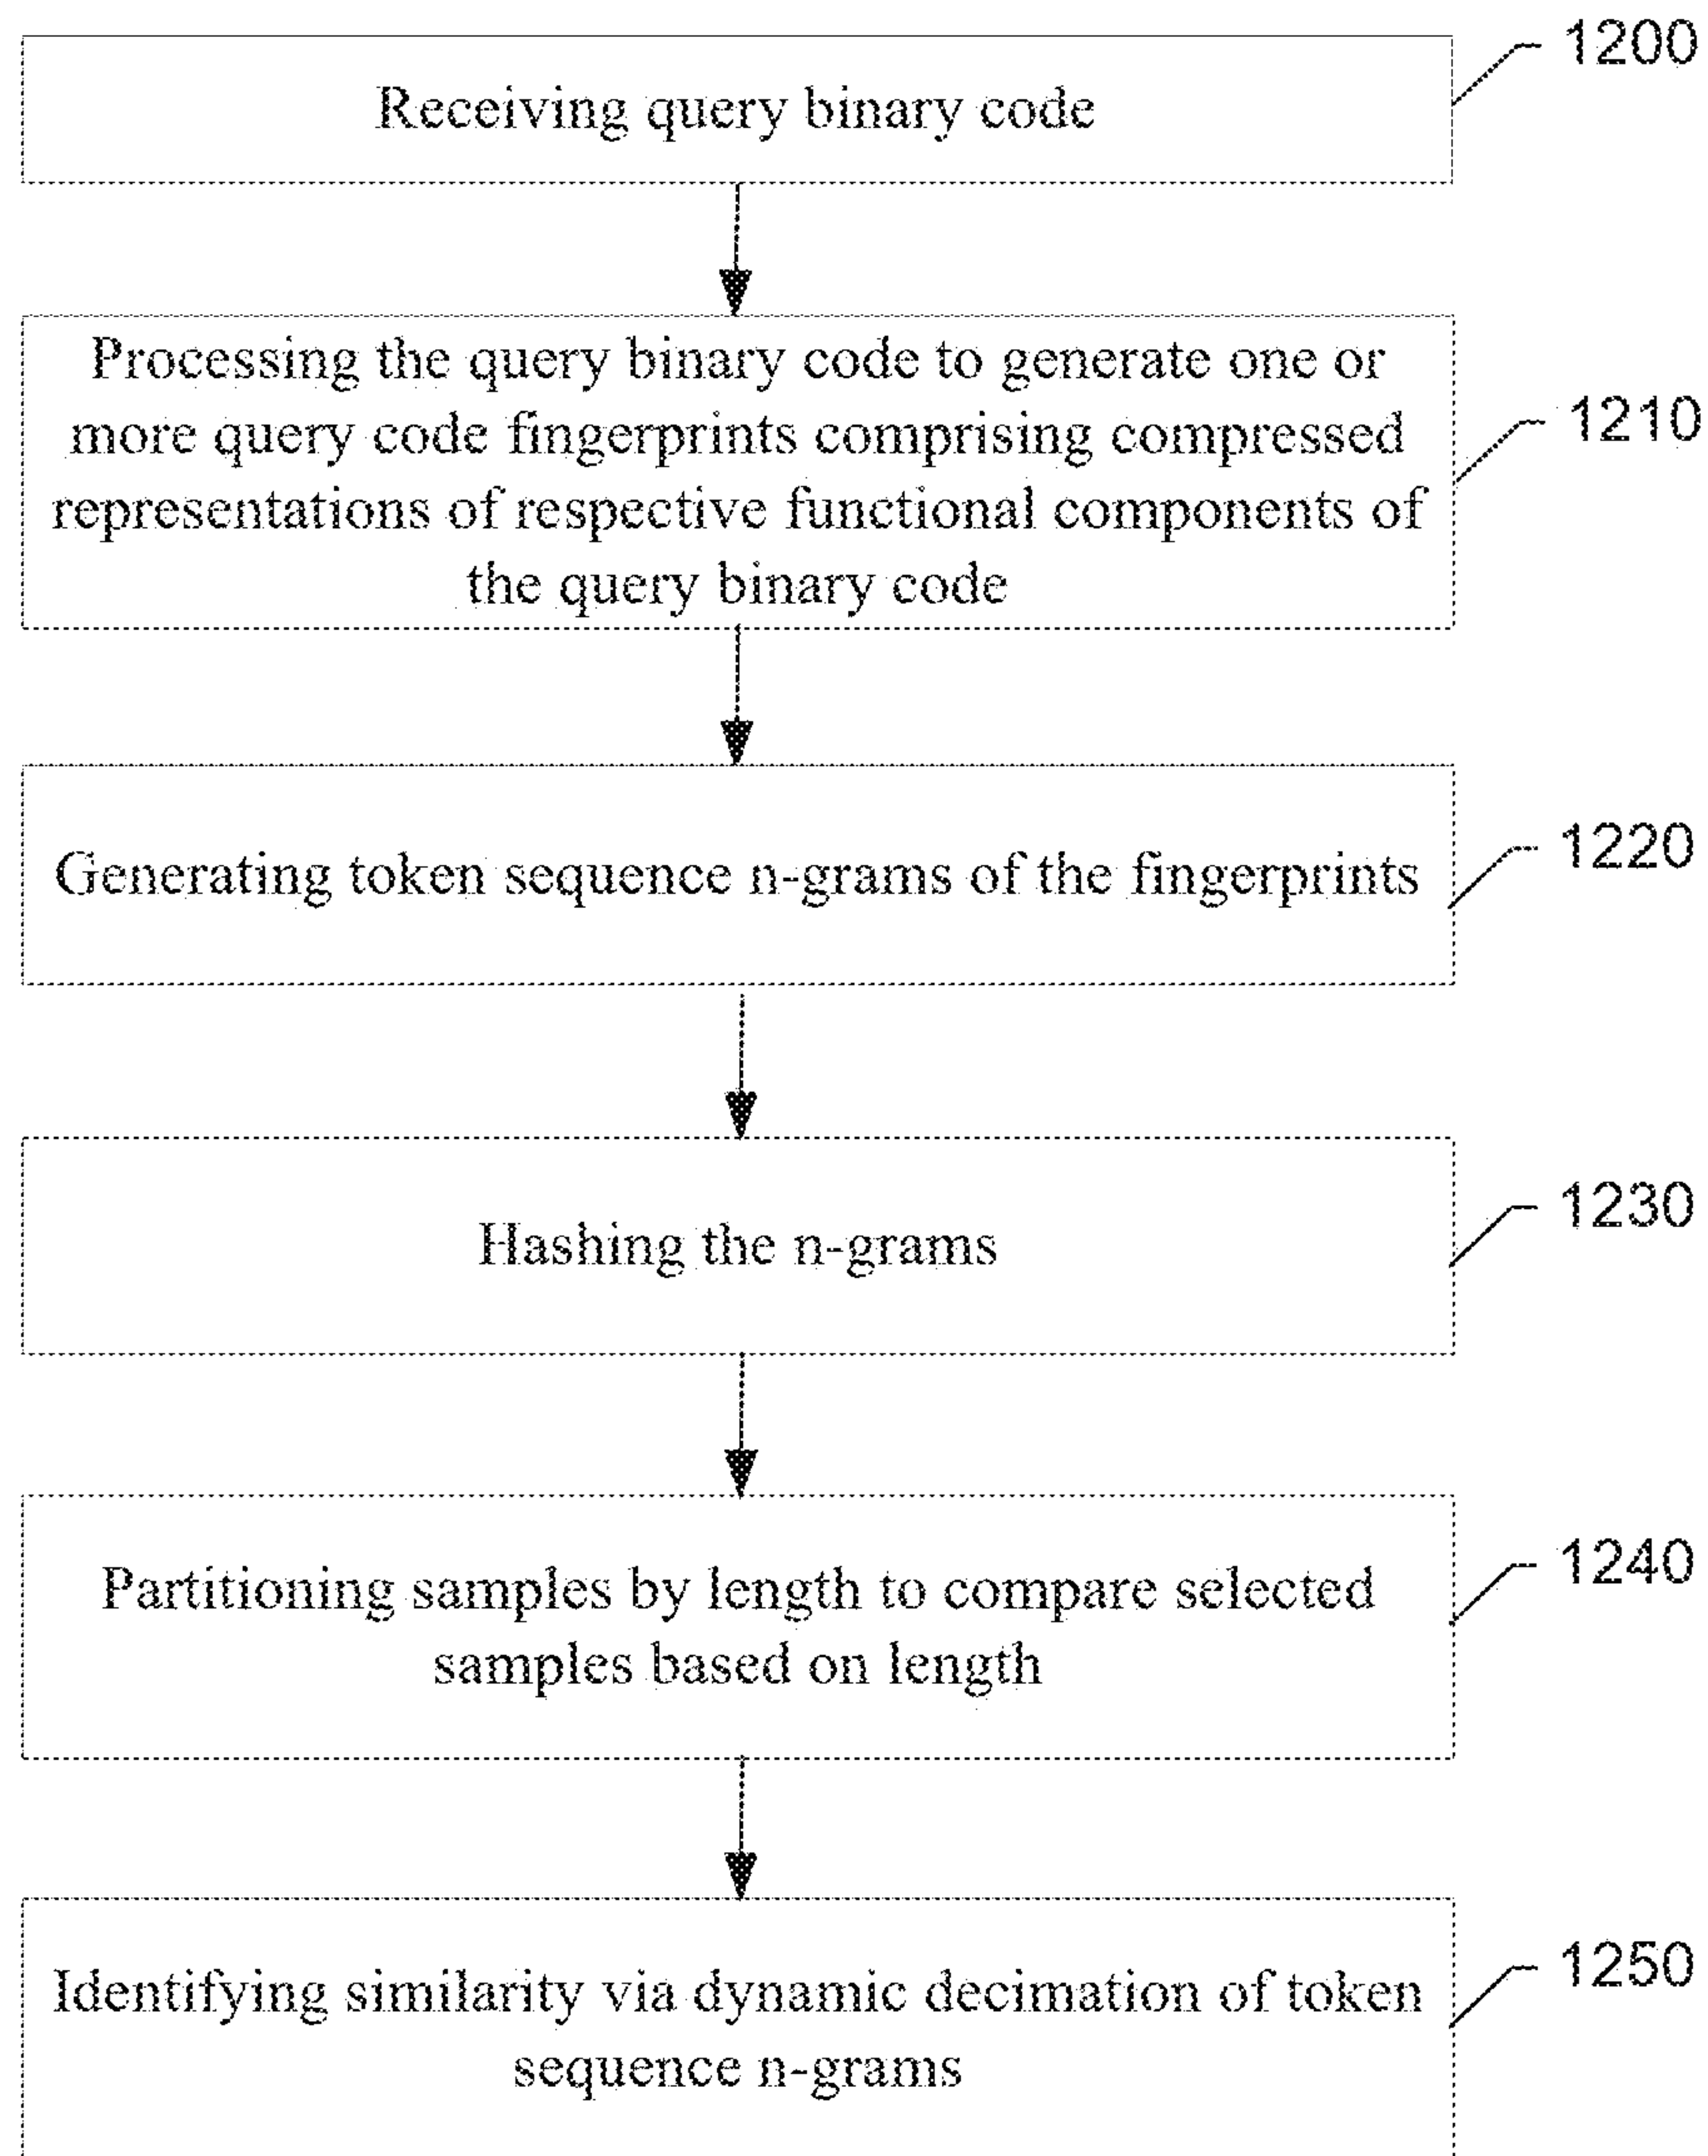 Receiving query binary code
1200
Processing the query binary code to generate one or
more query code fingerprints comprising compressed
representations of respective functional components of
the query binary code
1210
Generating token sequence n-grams of the fingerprints
1220
Hashing the n-grams
1230
Partitioning samples by length to compare selected
samples based on length
1240
Identifying similarity via dynamic decimation of token
sequence n-grams
1250